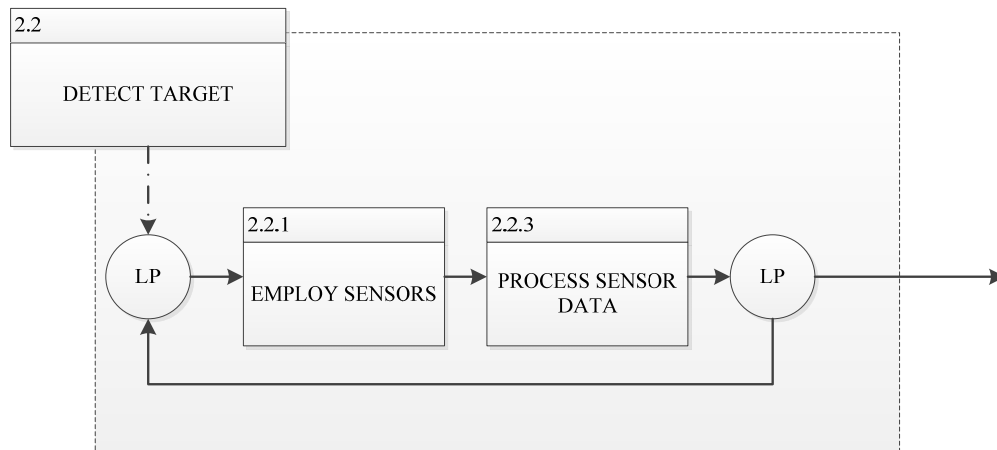 2.2
DETECT TARGET
2.2.1
EMPLOY SENSORS
2.2.3
PROCESS SENSOR
DATA
LP
LP